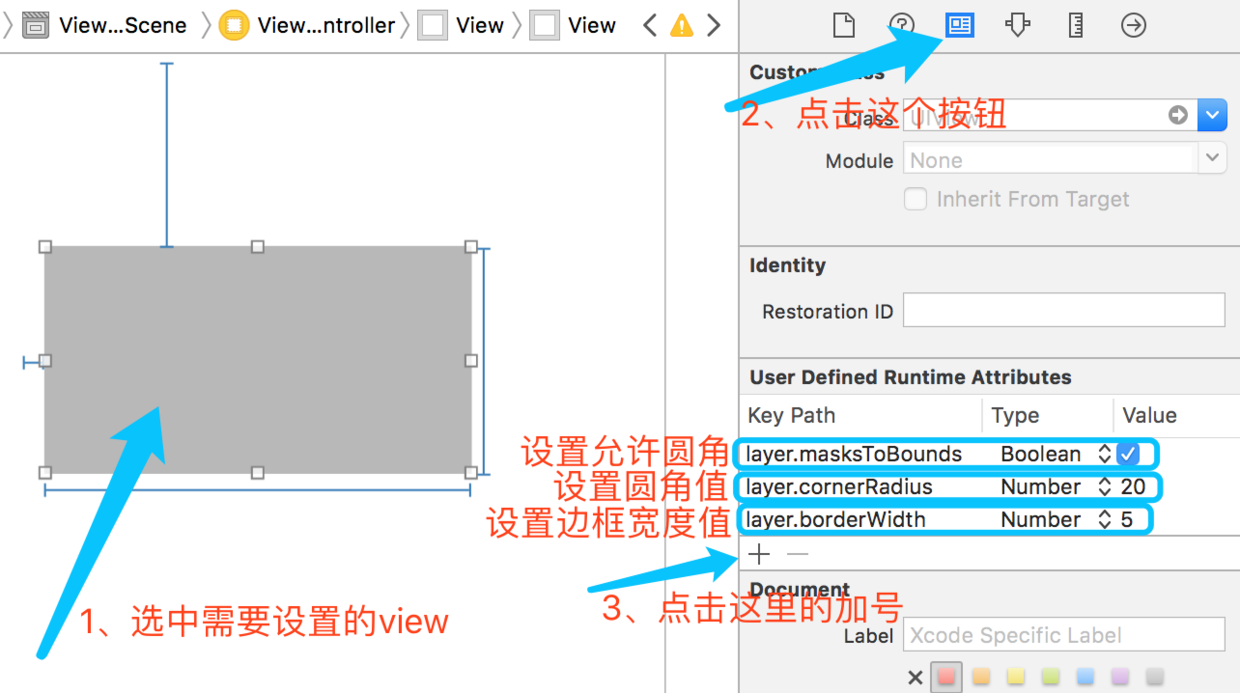 View...Scene View...ntroller View View
Custom Class
2、点击这个按钮
Class UIView
Module None
Inherit From Target
Identity
Restoration ID
User Defined Runtime Attributes
Key Path Type Value
设置允许圆角 layer.masksToBounds Boolean
设置圆角值 layer.cornerRadius Number 20
设置边框宽度值 layer.borderWidth Number 5
Document
3、点击这里的加号
1、选中需要设置的view
Label Xcode Specific Label